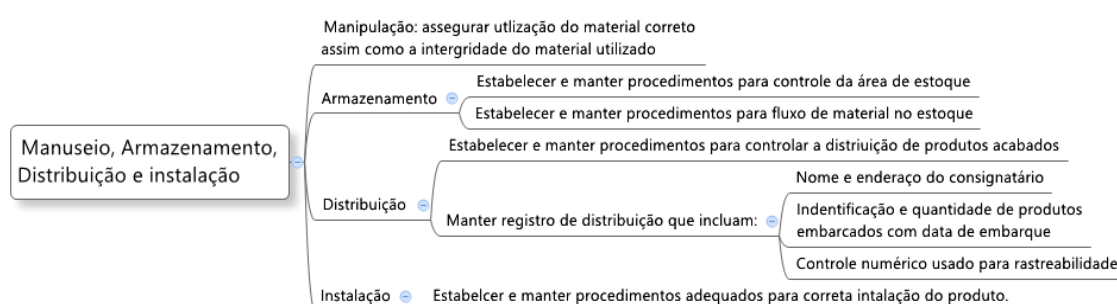 Manipulação: assegurar utlização do material correto
assim como a intergridade do material utilizado
Armazenamento
Estabelecer e manter procedimentos para controle da área de estoque
Estabelecer e manter procedimentos para fluxo de material no estoque
Manuseio, Armazenamento,
Distribuição e instalação
Distribuição
Estabelecer e manter procedimentos para controlar a distriuição de produtos acabados
Manter registro de distribuição que incluam:
Nome e enderaço do consignatário
Indentificação e quantidade de produtos
embarcados com data de embarque
Controle numérico usado para rastreabilidade
Instalação
Estabelcer e manter procedimentos adequados para correta intalação do produto.